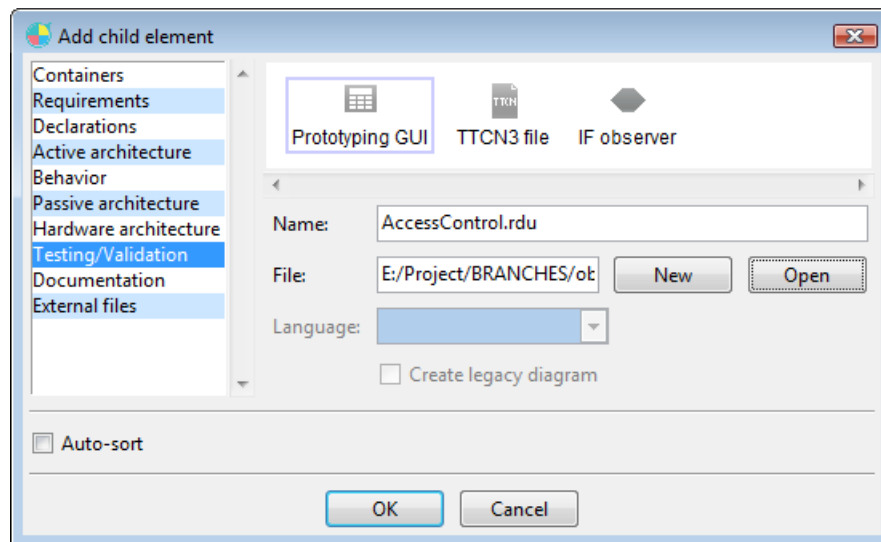 Add child element
Containers
Requirements
Declarations
Active architecture
Behavior
Passive architecture
Hardware architecture
Testing/Validation
Documentation
External files
TTCN
Prototyping GUI TTCN3 file IF observer
Name: AccessControl.rdu
File: E:/Project/BRANCHES/ob New Open
Language:
Create legacy diagram
Auto-sort
OK Cancel